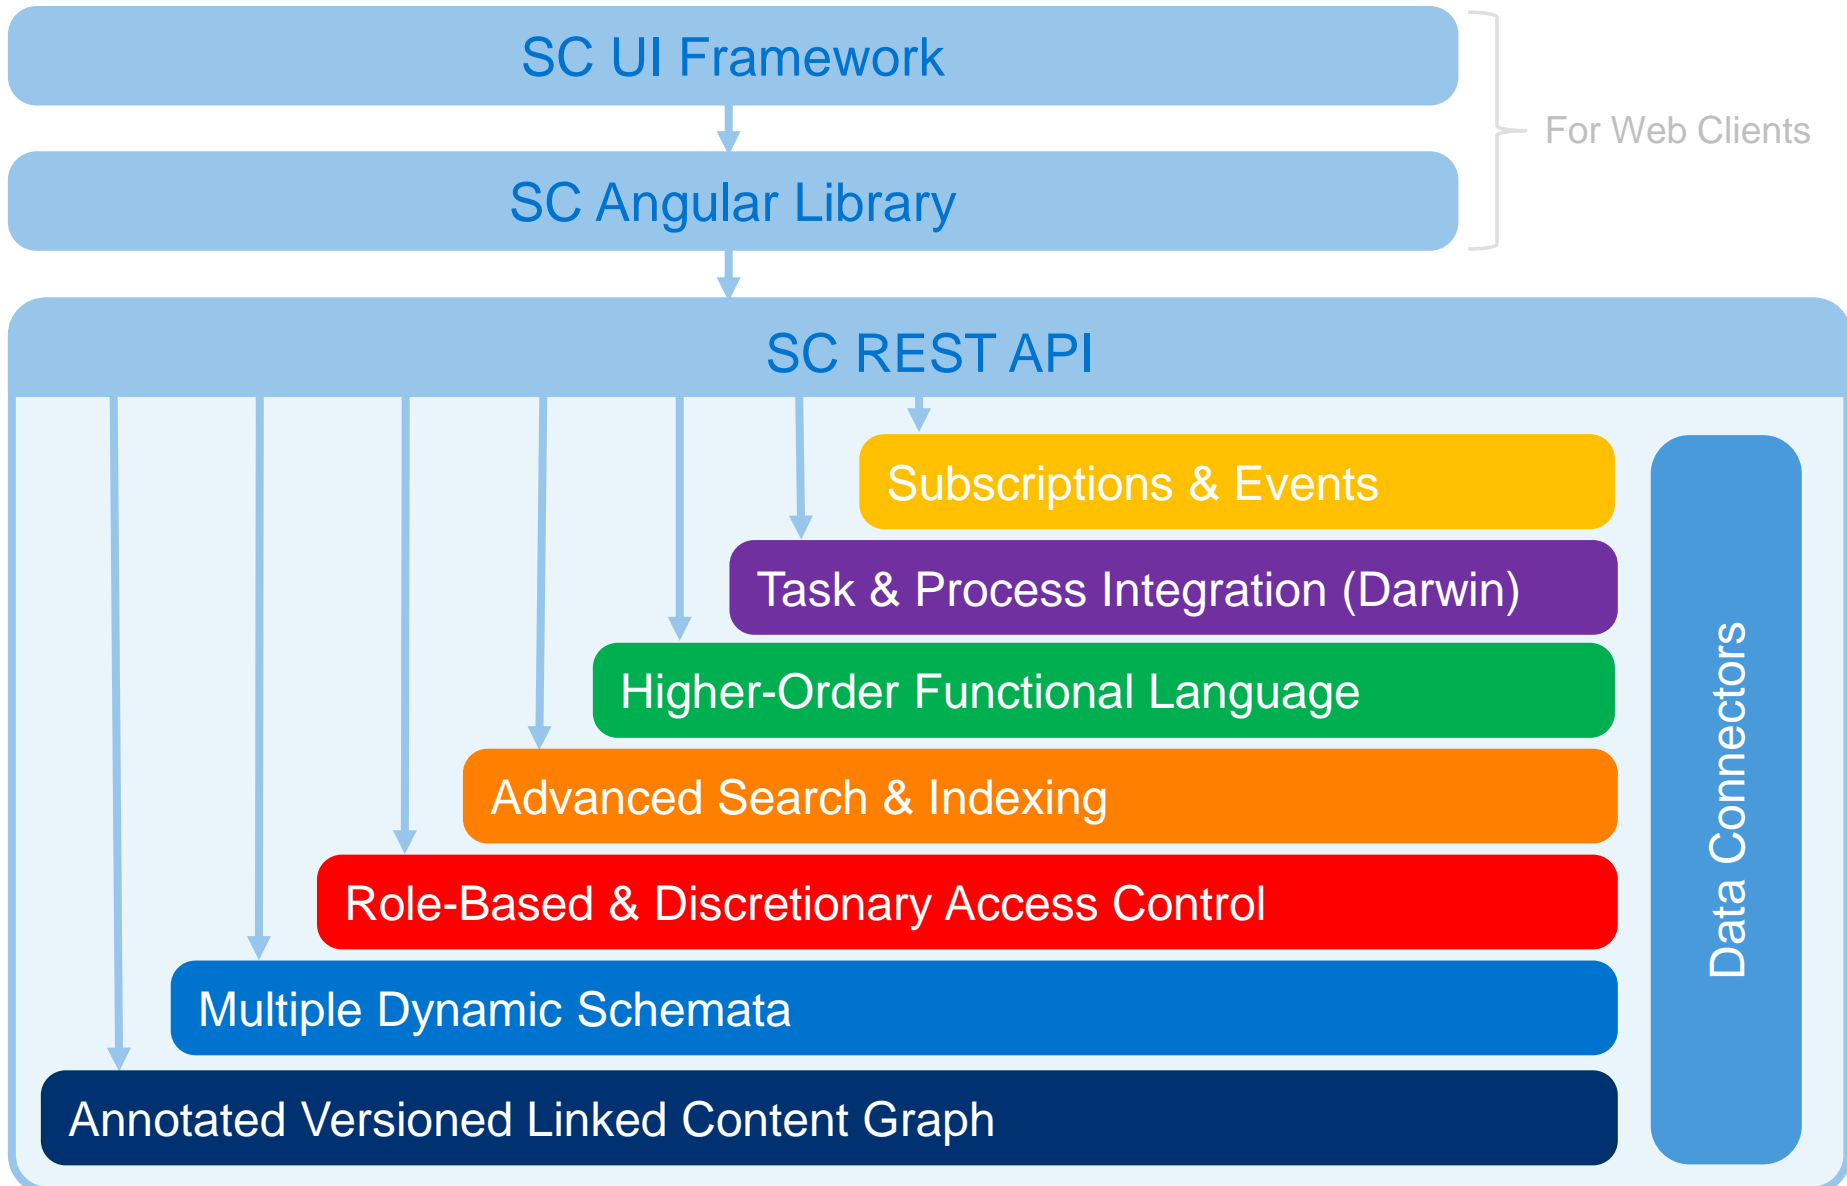 SC UI Framework
For Web Clients
SC Angular Library
SC REST API
Subscriptions & Events
Task & Process Integration (Darwin)
Higher-Order Functional Language
Advanced Search & Indexing
Role-Based & Discretionary Access Control
Multiple Dynamic Schemata
Annotated Versioned Linked Content Graph
Data Connectors